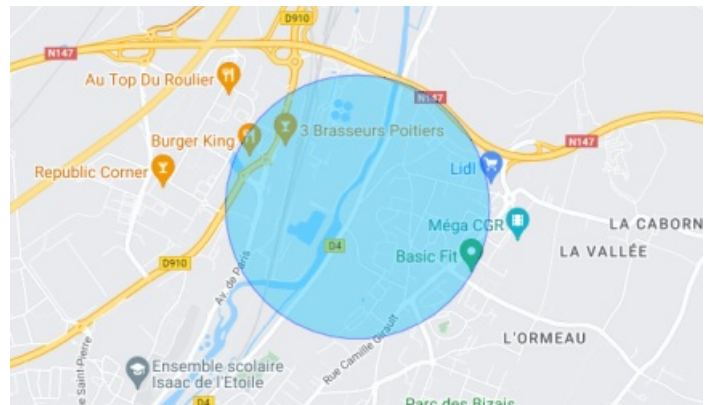 D910
N147
N147
Au Top Du Roulier
3 Brasseurs Poitiers
Burger King
N147
Republic Corner
Lidl
Méga CGR
LA CABORN
D4
Basic Fit
LA VALLÉE
D910
Av. de Paris
Rue Camille Girault
L'ORMEAU
Ensemble scolaire
Isaac de l'Etoile
e Saint-Pierre
D4
Parc des Bizais